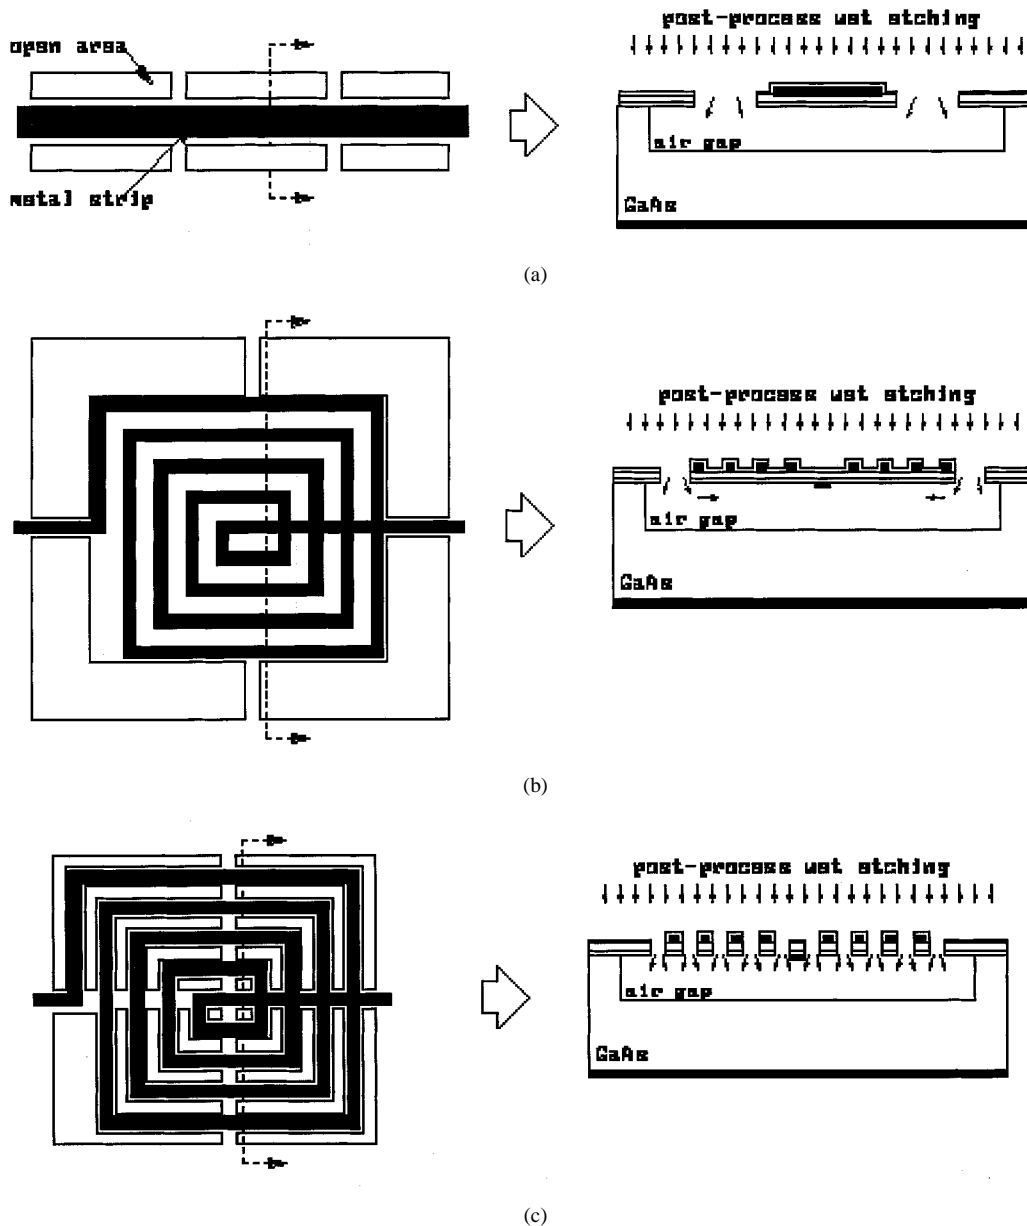 post-process wet etching
open area
air gap
metal strip
GaAs
(a)
post-process wet etching
air gap
GaAs
(b)
post-process wet etching
air gap
GaAs
(c)